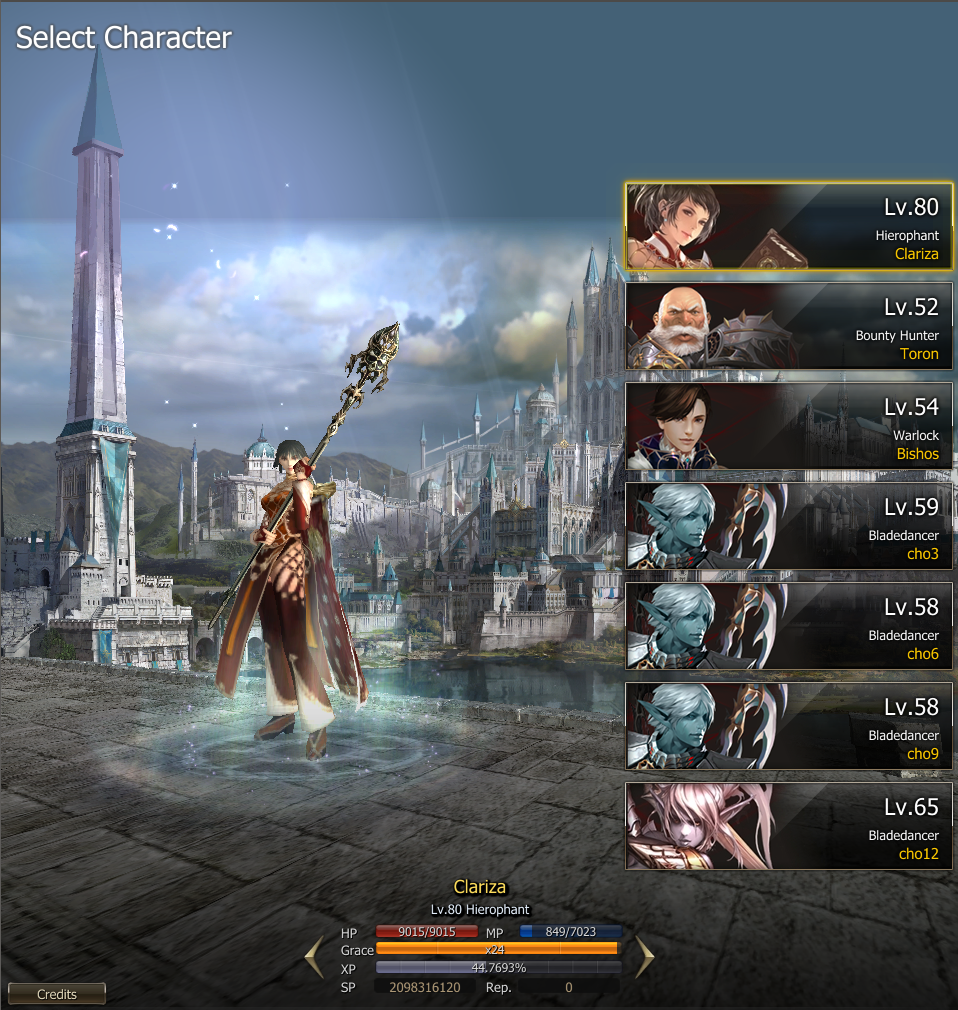 Select Character
Lv.80
Hierophant
Clariza
Lv.52
Bounty Hunter
Toron
Lv.54
Warlock
Bishos
Lv.59
Bladedancer
cho3
Lv.58
Bladedancer
cho6
Lv.58
Bladedancer
cho9
Lv.65
Bladedancer
cho12
Clariza
Lv.80 Hierophant
HP 9015/9015 MP 849/7023
Grace x24
XP 44.7693%
SP 2098316120 Rep. 0
Credits